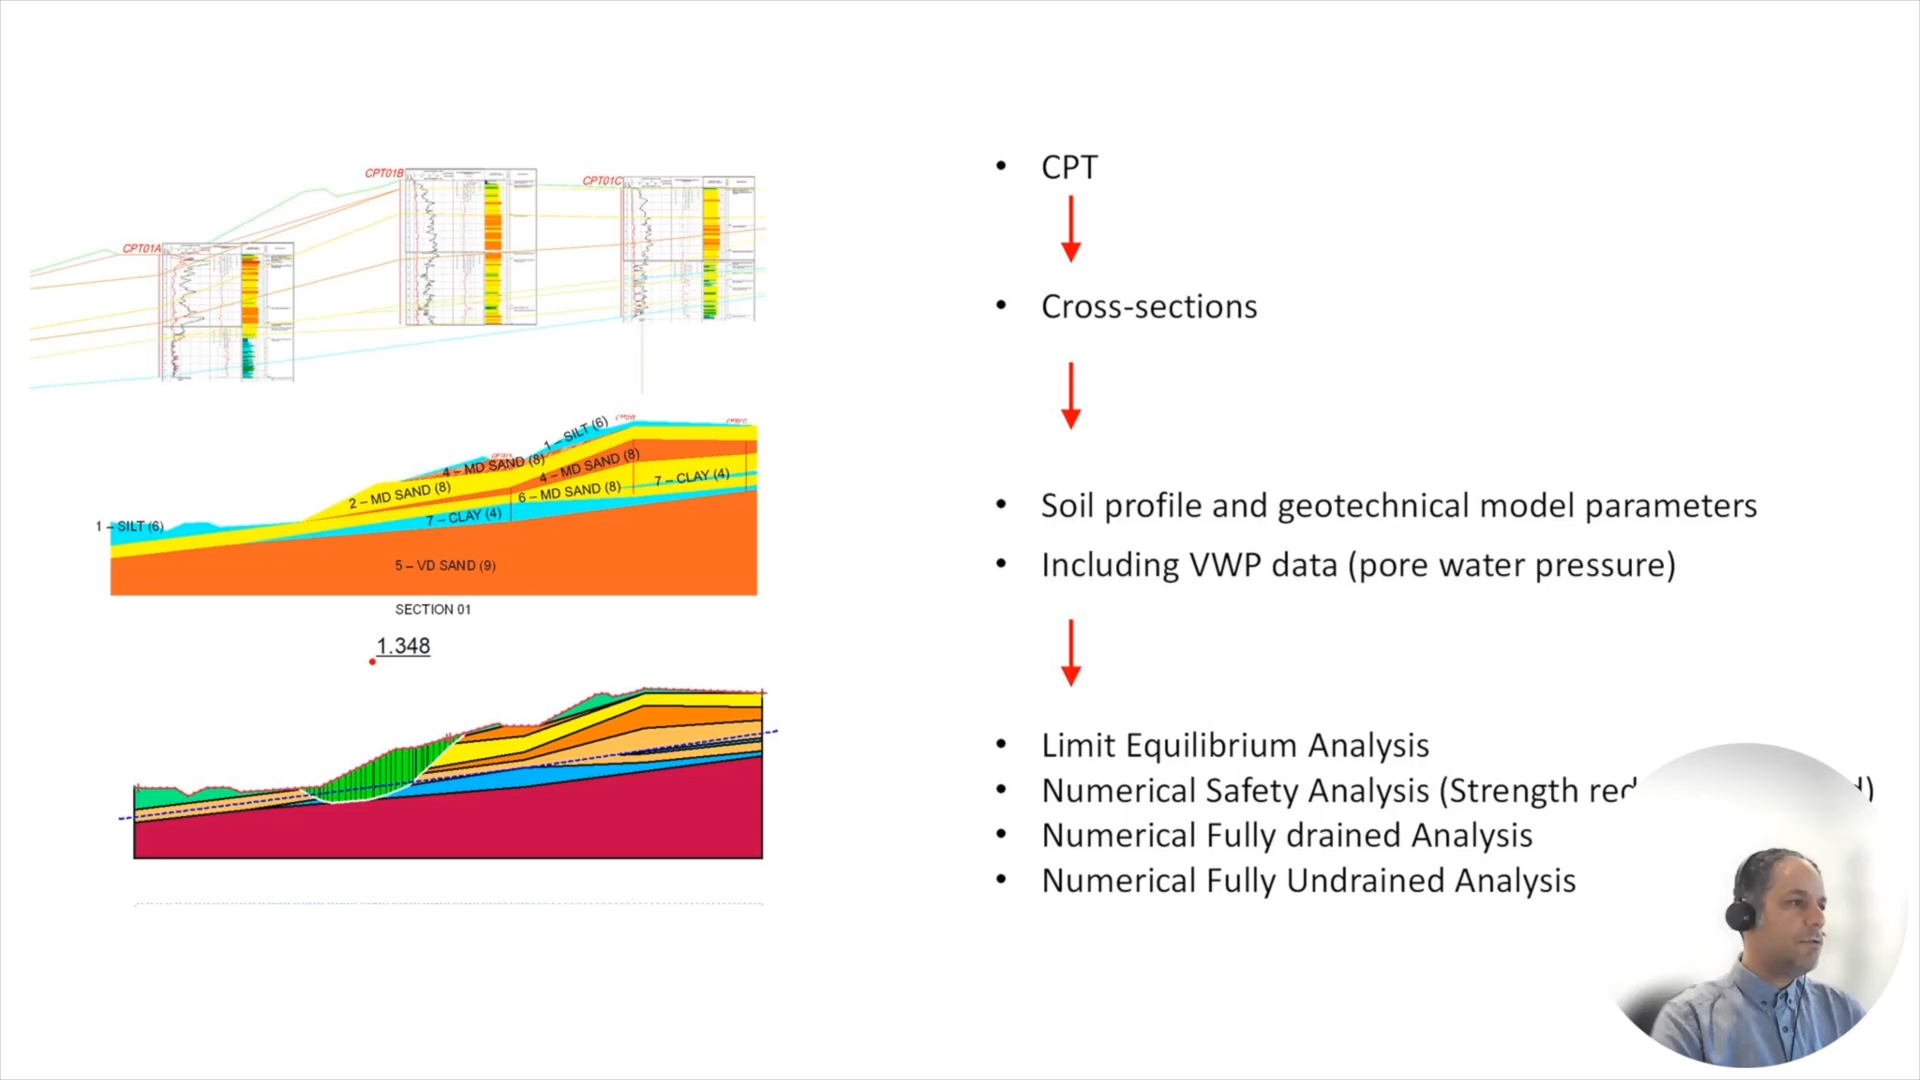 CPT01A
CPT01B
CPT01C
1 – SILT (6)
4 – MD SAND (8)
4 – MD SAND (8)
2 – MD SAND (8)
6 – MD SAND (8)
7 – CLAY (4)
7 – CLAY (4)
1 – SILT (6)
5 – VD SAND (9)
SECTION 01
1.348
• CPT
• Cross-sections
• Soil profile and geotechnical model parameters
• Including VWP data (pore water pressure)
• Limit Equilibrium Analysis
• Numerical Safety Analysis (Strength
• Numerical Fully drained Analysis
• Numerical Fully Undrained Analysis